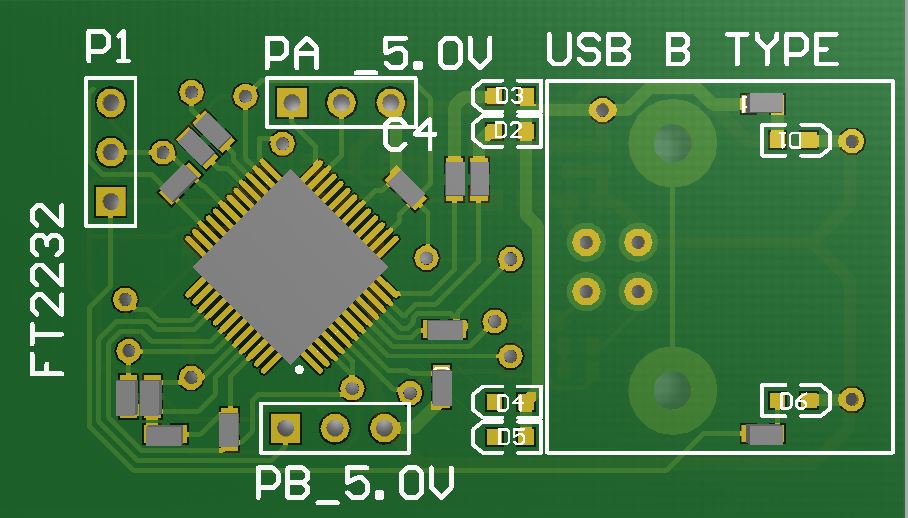 P1
PA _5.0V
USB B TYPE
C4
D3
D2
D1
FT2232
D4
D5
D6
PB_5.0V